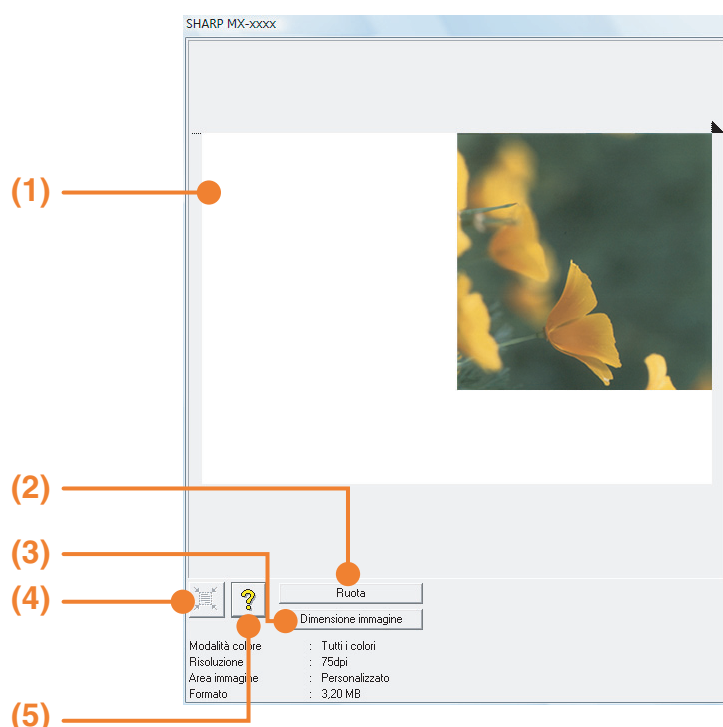 SHARP MX-xxxx
(1)
(2)
(3)
(4)
(5)
?
Ruota
Dimensione immagine
Modalità colore : Tutti i colori
Risoluzione : 75dpi
Area immagine : Personalizzato
Formato : 3,20 MB